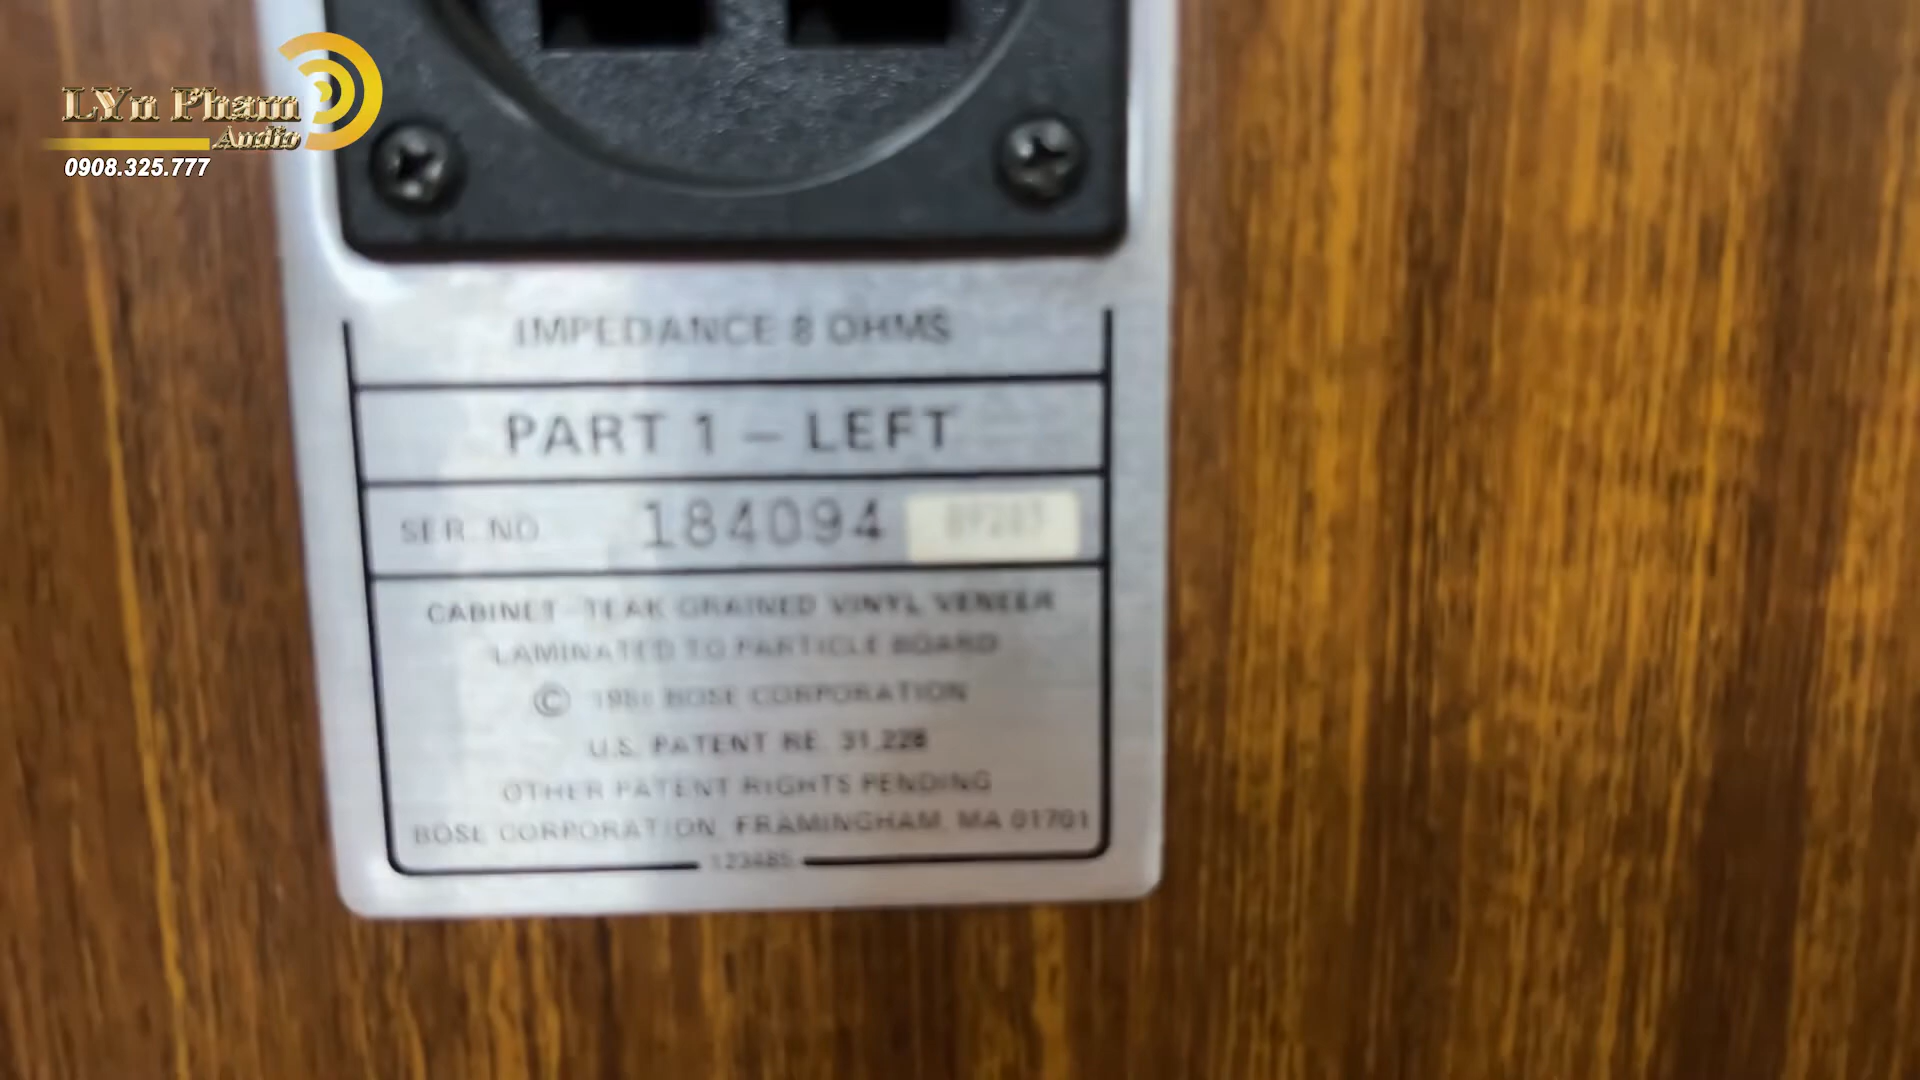 LYn Pham
Audio
0908.325.777
IMPEDANCE 8 OHMS
PART 1 – LEFT
SER. NO. 184094
CABINET - TEAK GRAINED VINYL VENEER
LAMINATED TO PARTICLE BOARD
© 1981 BOSE CORPORATION
U.S. PATENT RE. 31,228
OTHER PATENT RIGHTS PENDING
BOSE CORPORATION, FRAMINGHAM, MA 01701